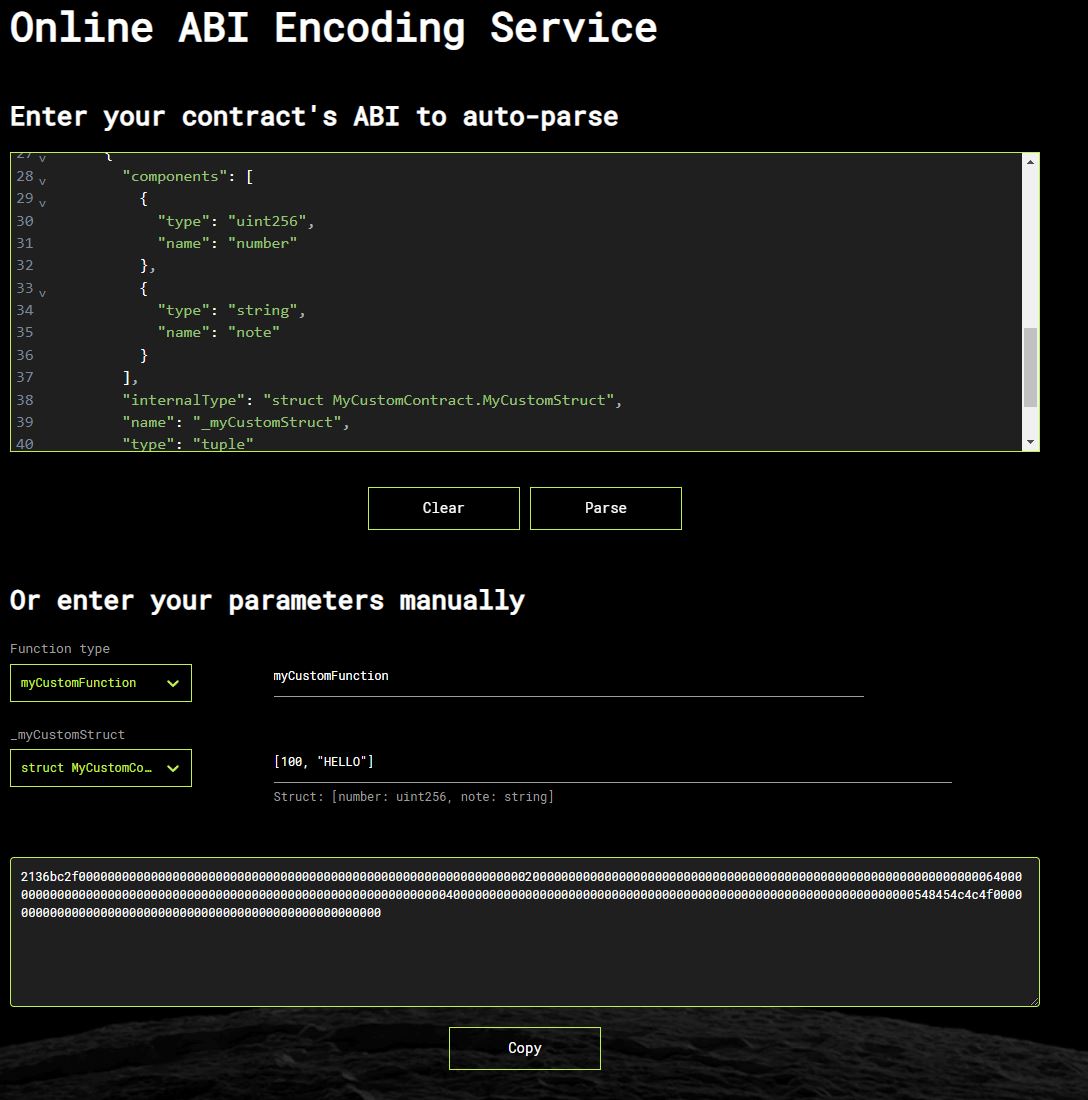 Online ABI Encoding Service
Enter your contract's ABI to auto-parse
27 {
28 "components": [
29 {
30 "type": "uint256",
31 "name": "number"
32 },
33 {
34 "type": "string",
35 "name": "note"
36 }
37 ],
38 "internalType": "struct MyCustomContract.MyCustomStruct",
39 "name": "_myCustomStruct",
40 "type": "tuple"
Clear Parse
Or enter your parameters manually
Function type
myCustomFunction myCustomFunction
_myCustomStruct
struct MyCustomCo… [100, "HELLO"]
Struct: [number: uint256, note: string]
2136bc2f00000000000000000000000000000000000000000000000000000000000000200000000000000000000000000000000000000000000000000000000000000064000
0000000000000000000000000000000000000000000000000000000000040000000000000000000000000000000000000000000000000000000000000000548454c4c4f0000
00000000000000000000000000000000000000000000000000
Copy